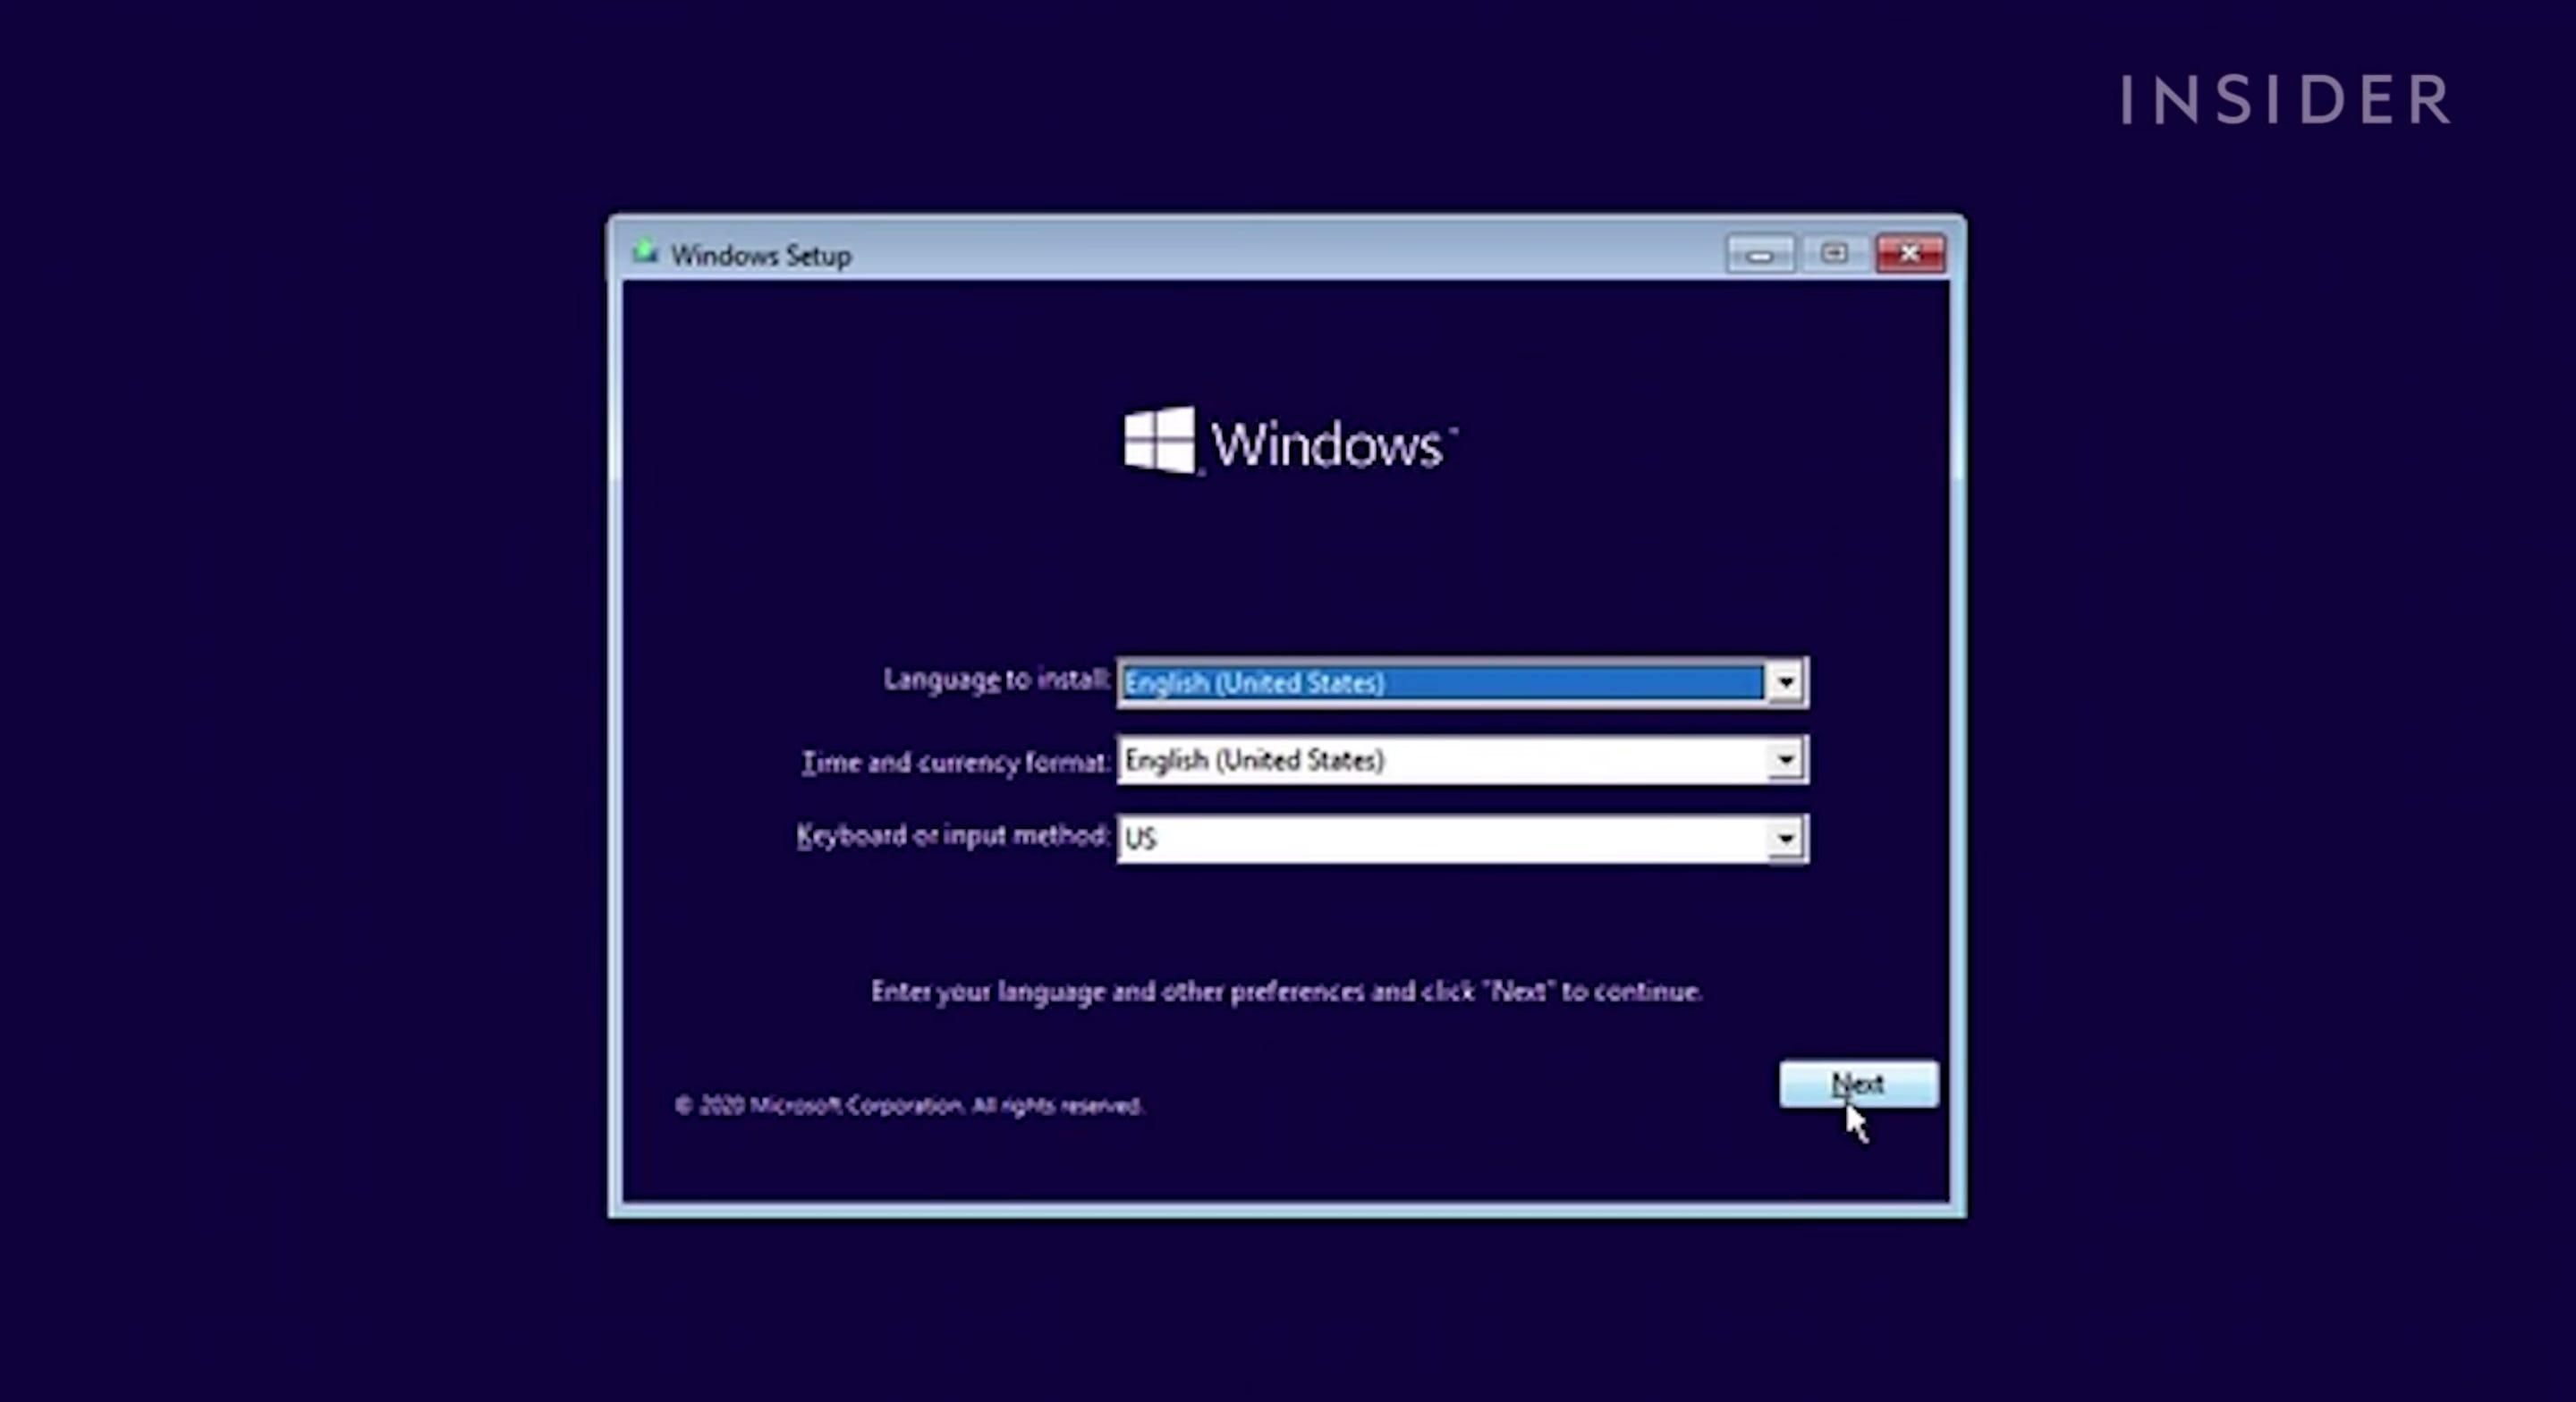 INSIDER
Windows Setup
Windows
Language to install: English (United States)
Time and currency format: English (United States)
Keyboard or input method: US
Enter your language and other preferences and click "Next" to continue.
Next
© 2020 Microsoft Corporation. All rights reserved.